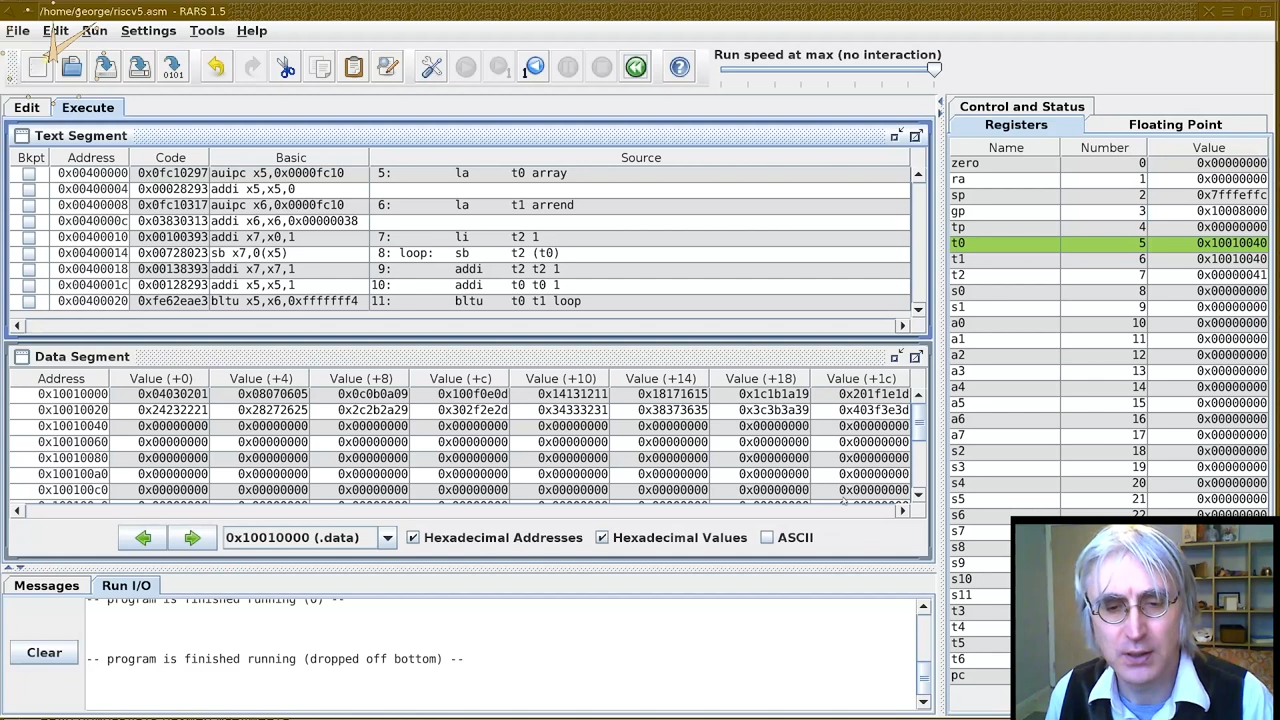 /home/george/riscv5.asm - RARS 1.5
File Edit Run Settings Tools Help
Run speed at max (no interaction)
Edit Execute
Text Segment
Bkpt Address Code Basic Source
0x00400000 0x0fc10297 auipc x5,0x0000fc10 5: la t0 array
0x00400004 0x00028293 addi x5,x5,0
0x00400008 0x0fc10317 auipc x6,0x0000fc10 6: la t1 arrend
0x0040000c 0x03830313 addi x6,x6,0x00000038
0x00400010 0x00100393 addi x7,x0,1 7: li t2 1
0x00400014 0x00728023 sb x7,0(x5) 8: loop: sb t2 (t0)
0x00400018 0x00138393 addi x7,x7,1 9: addi t2 t2 1
0x0040001c 0x00128293 addi x5,x5,1 10: addi t0 t0 1
0x00400020 0xfe62eae3 bltu x5,x6,0xfffffff4 11: bltu t0 t1 loop
Data Segment
Address Value (+0) Value (+4) Value (+8) Value (+c) Value (+10) Value (+14) Value (+18) Value (+1c)
0x10010000 0x04030201 0x08070605 0x0c0b0a09 0x100f0e0d 0x14131211 0x18171615 0x1c1b1a19 0x201f1e1d
0x10010020 0x24232221 0x28272625 0x2c2b2a29 0x302f2e2d 0x34333231 0x38373635 0x3c3b3a39 0x403f3e3d
0x10010040 0x00000000 0x00000000 0x00000000 0x00000000 0x00000000 0x00000000 0x00000000 0x00000000
0x10010060 0x00000000 0x00000000 0x00000000 0x00000000 0x00000000 0x00000000 0x00000000 0x00000000
0x10010080 0x00000000 0x00000000 0x00000000 0x00000000 0x00000000 0x00000000 0x00000000 0x00000000
0x100100a0 0x00000000 0x00000000 0x00000000 0x00000000 0x00000000 0x00000000 0x00000000 0x00000000
0x100100c0 0x00000000 0x00000000 0x00000000 0x00000000 0x00000000 0x00000000 0x00000000 0x00000000
0x10010000 (.data) Hexadecimal Addresses Hexadecimal Values ASCII
Messages Run I/O
-- program is finished running (0) --
Clear
-- program is finished running (dropped off bottom) --
Control and Status
Registers Floating Point
Name Number Value
zero 0 0x00000000
ra 1 0x00000000
sp 2 0x7fffeffc
gp 3 0x10008000
tp 4 0x00000000
t0 5 0x10010040
t1 6 0x10010040
t2 7 0x00000041
s0 8 0x00000000
s1 9 0x00000000
a0 10 0x00000000
a1 11 0x00000000
a2 12 0x00000000
a3 13 0x00000000
a4 14 0x00000000
a5 15 0x00000000
a6 16 0x00000000
a7 17 0x00000000
s2 18 0x00000000
s3 19 0x00000000
s4 20 0x00000000
s5 21 0x00000000
s6 22 0x00000000
s7
s8
s9
s10
s11
t3
t4
t5
t6
pc